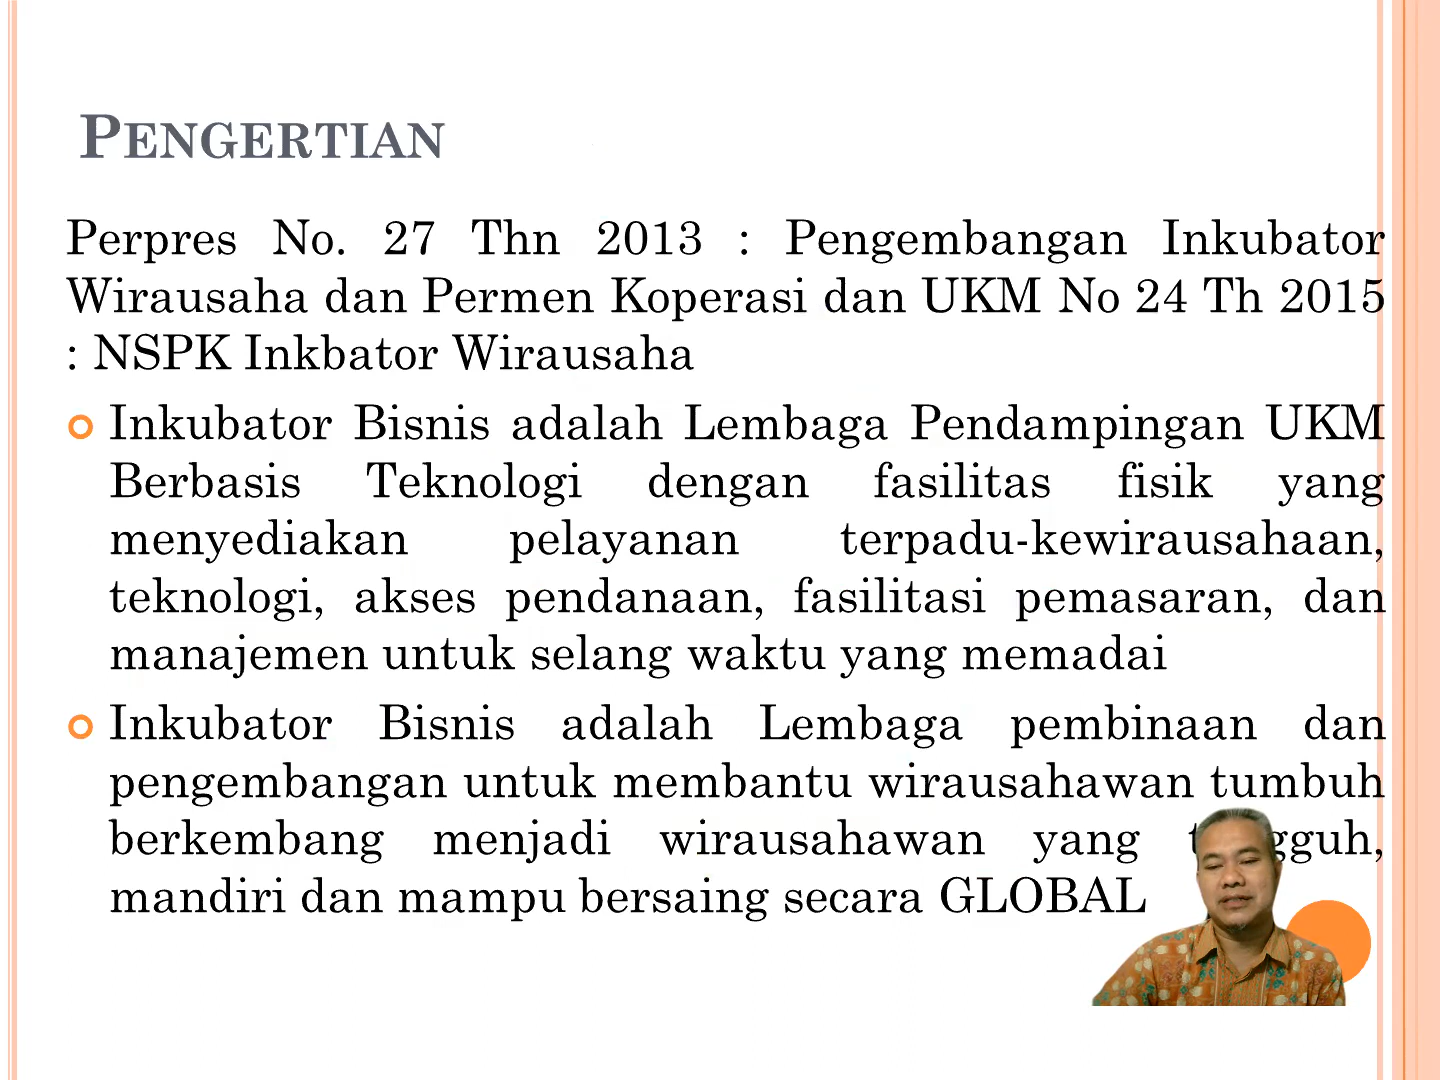 PENGERTIAN
Perpres No. 27 Thn 2013 : Pengembangan Inkubator
Wirausaha dan Permen Koperasi dan UKM No 24 Th 2015
: NSPK Inkbator Wirausaha
Inkubator Bisnis adalah Lembaga Pendampingan UKM
Berbasis Teknologi dengan fasilitas fisik yang
menyediakan pelayanan terpadu-kewirausahaan,
teknologi, akses pendanaan, fasilitasi pemasaran, dan
manajemen untuk selang waktu yang memadai
Inkubator Bisnis adalah Lembaga pembinaan dan
pengembangan untuk membantu wirausahawan tumbuh
berkembang menjadi wirausahawan yang
mandiri dan mampu bersaing secara GLOBAL